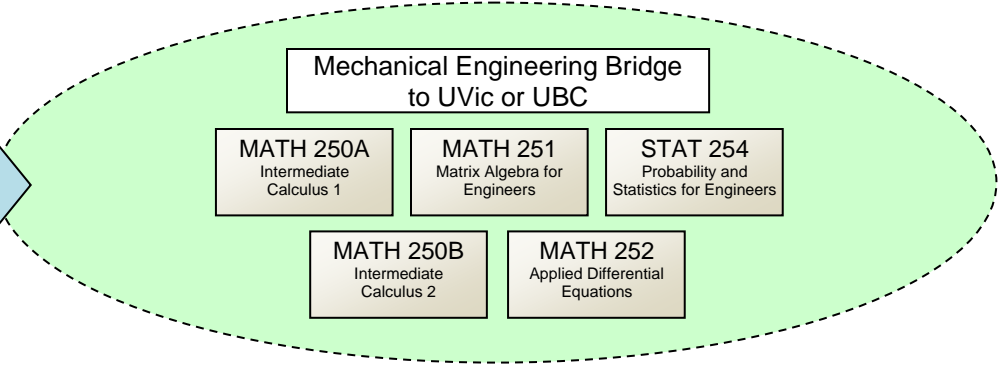 Mechanical Engineering Bridge
to UVic or UBC
MATH 250A
Intermediate
Calculus 1
MATH 251
Matrix Algebra for
Engineers
STAT 254
Probability and
Statistics for Engineers
MATH 250B
Intermediate
Calculus 2
MATH 252
Applied Differential
Equations